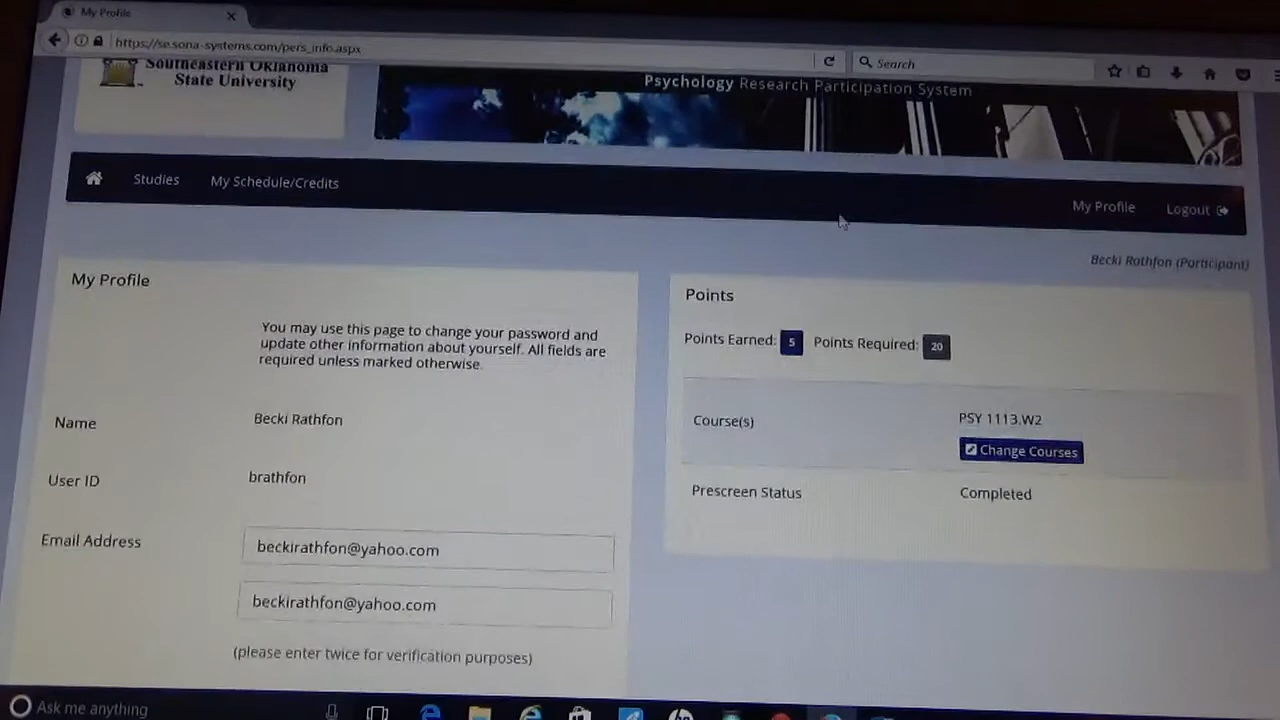 My Profile
https://se.sona-systems.com/pers_info.aspx
Search
Southeastern Oklahoma
State University
Psychology Research Participation System
Studies
My Schedule/Credits
My Profile
Logout
Becki Rathfon (Participant)
My Profile
You may use this page to change your password and
update other information about yourself. All fields are
required unless marked otherwise.
Name
Becki Rathfon
User ID
brathfon
Email Address
beckirathfon@yahoo.com
beckirathfon@yahoo.com
(please enter twice for verification purposes)
Points
Points Earned: 5 Points Required: 20
Course(s)
PSY 1113.W2
Change Courses
Prescreen Status
Completed
Ask me anything